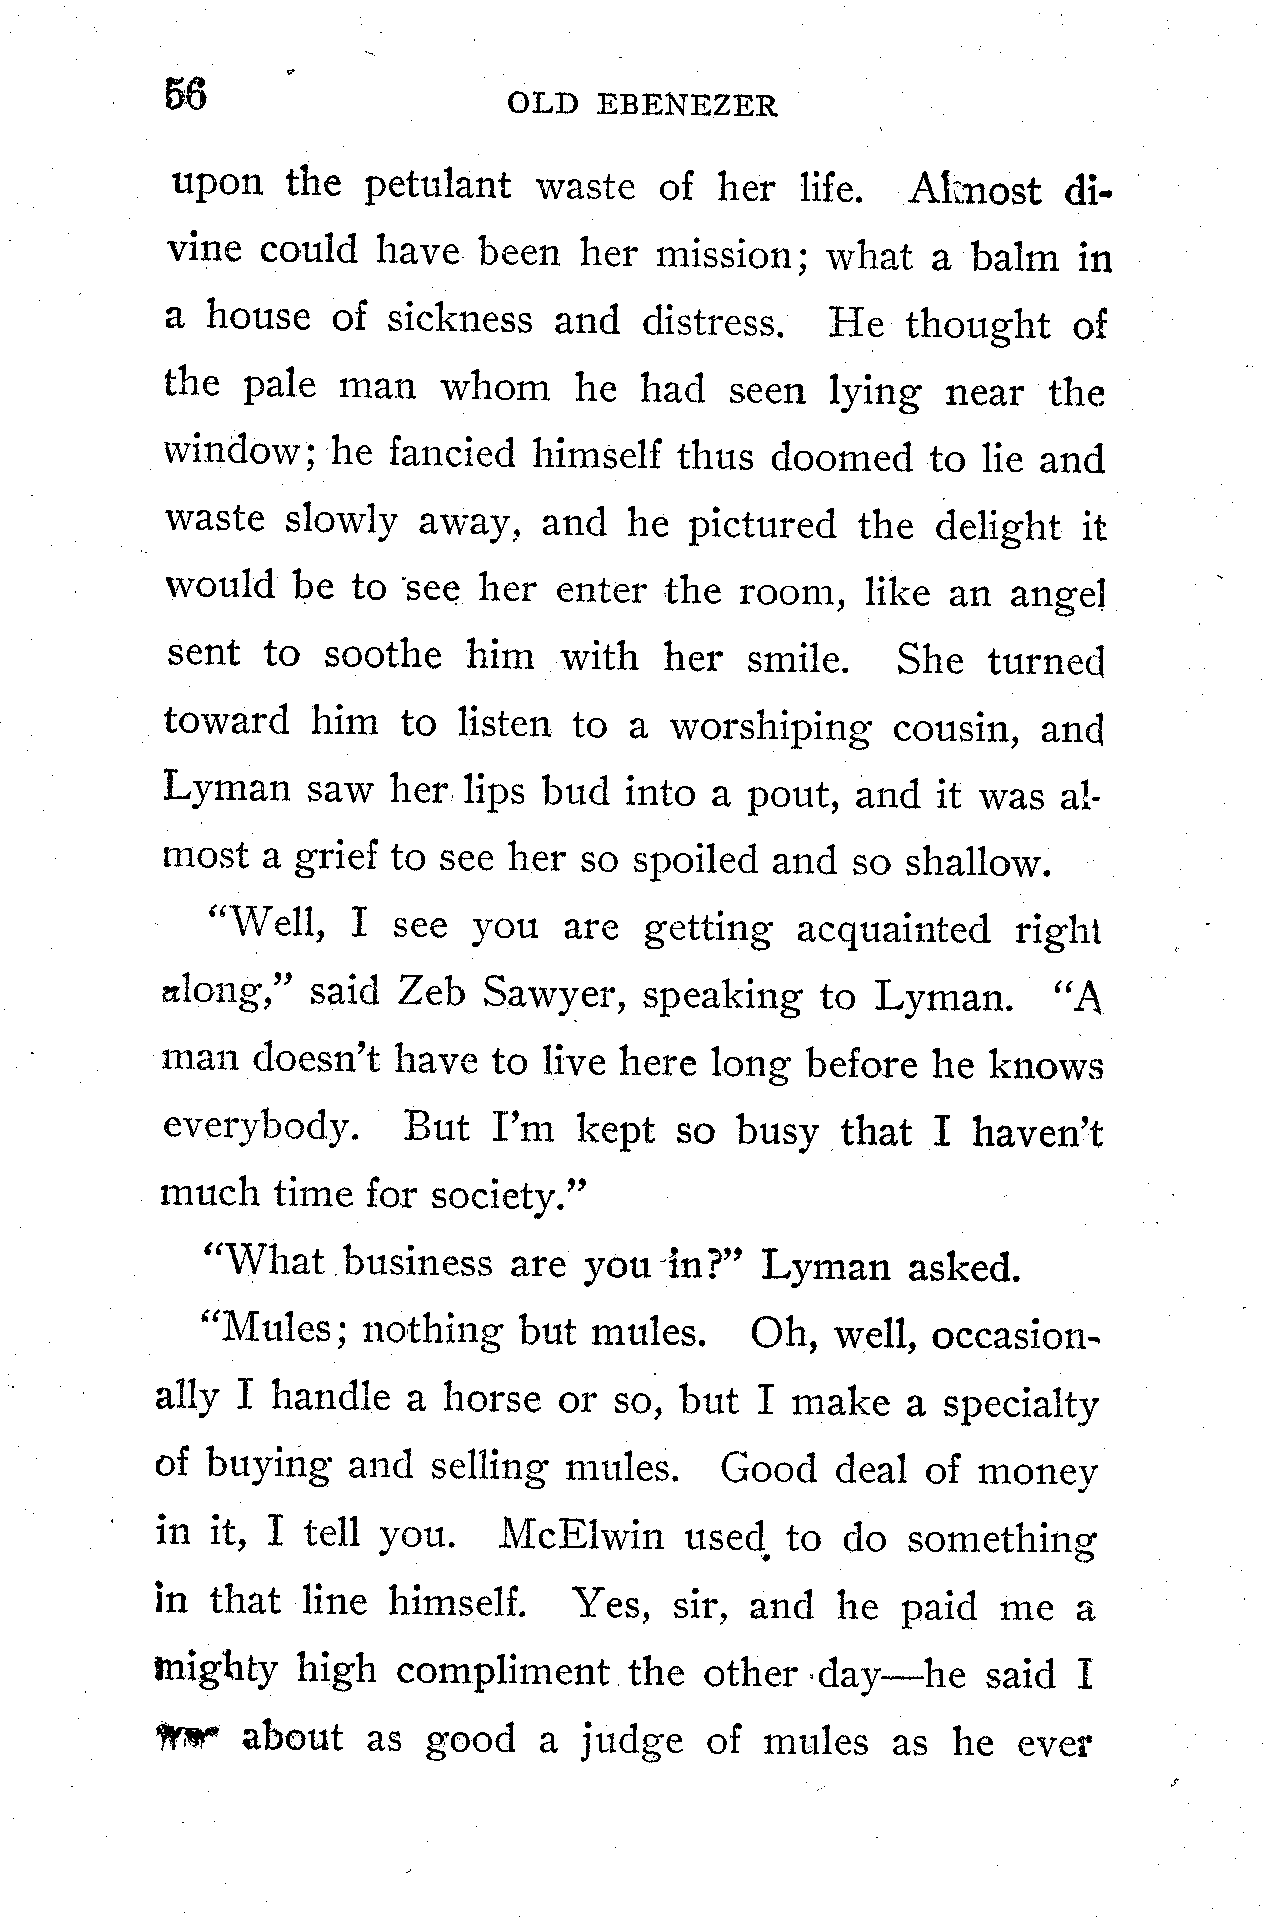 56
OLD EBENEZER
upon the petulant waste of her life. Almost di-
vine could have been her mission; what a balm in
a house of sickness and distress. He thought of
the pale man whom he had seen lying near the
window; he fancied himself thus doomed to lie and
waste slowly away, and he pictured the delight it
would be to see her enter the room, like an angel
sent to soothe him with her smile. She turned
toward him to listen to a worshiping cousin, and
Lyman saw her lips bud into a pout, and it was al-
most a grief to see her so spoiled and so shallow.
“Well, I see you are getting acquainted right
along,” said Zeb Sawyer, speaking to Lyman. “A
man doesn’t have to live here long before he knows
everybody. But I’m kept so busy that I haven’t
much time for society.”
“What business are you in?” Lyman asked.
“Mules; nothing but mules. Oh, well, occasion-
ally I handle a horse or so, but I make a specialty
of buying and selling mules. Good deal of money
in it, I tell you. McElwin used to do something
in that line himself. Yes, sir, and he paid me a
mighty high compliment the other day—he said I
about as good a judge of mules as he ever